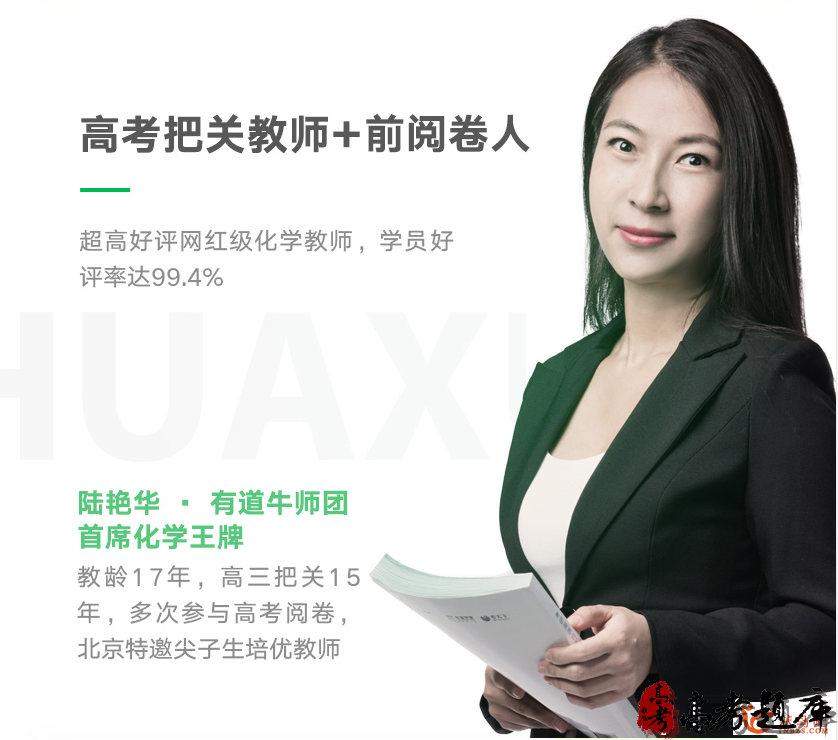 高考把关教师+前阅卷人
超高好评网红级化学教师，学员好
评率达99.4%
HUAXU
陆艳华 · 有道牛师团
首席化学王牌
教龄17年，高三把关15
年，多次参与高考阅卷，
北京特邀尖子生培优教师
高考 高考题库